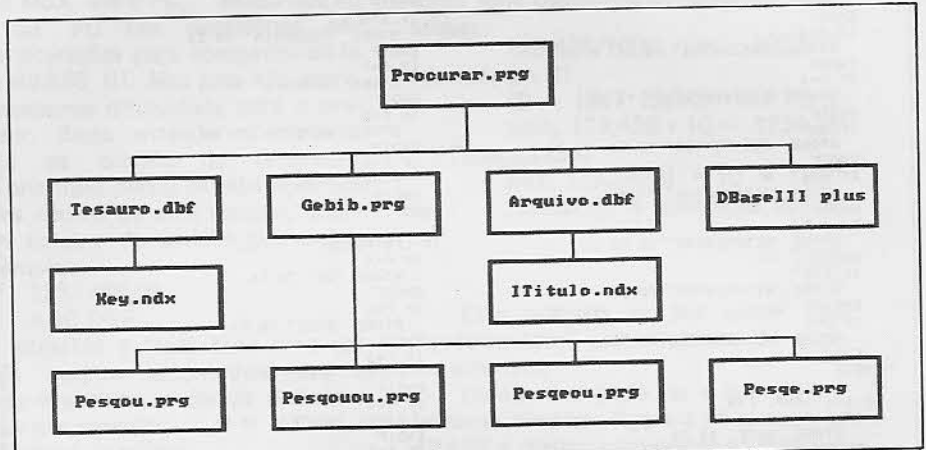 Procurar.prg
Tesauro.dbf
Gebib.prg
Arquivo.dbf
DBaseIII plus
Key.ndx
ITitulo.ndx
Pesqou.prg
Pesqouou.prg
Pesqeou.prg
Pesqe.prg